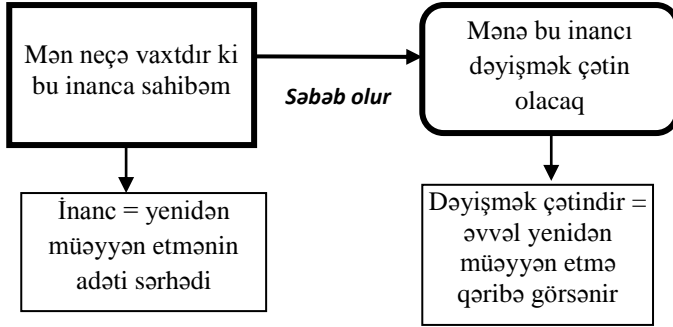 Mən neçə vaxtdır ki
bu inanca sahibəm
Səbəb olur
Mənə bu inancı
dəyişmək çətin
olacaq
İnanc = yenidən
müəyyən etmənin
adəti sərhədi
Dəyişmək çətindir =
əvvəl yenidən
müəyyən etmə
qəribə görsənir